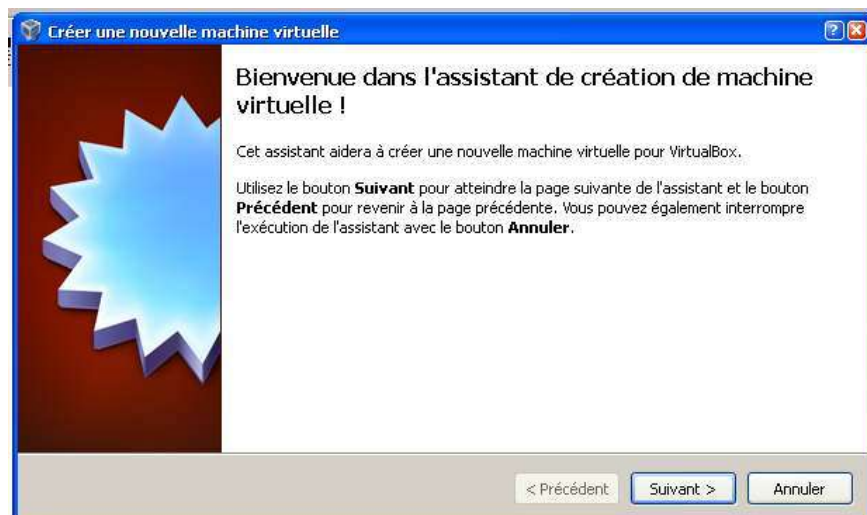 Créer une nouvelle machine virtuelle
Bienvenue dans l'assistant de création de machine
virtuelle !
Cet assistant aidera à créer une nouvelle machine virtuelle pour VirtualBox.
Utilisez le bouton Suivant pour atteindre la page suivante de l'assistant et le bouton
Précédent pour revenir à la page précédente. Vous pouvez également interrompre
l'exécution de l'assistant avec le bouton Annuler.
< Précédent Suivant > Annuler